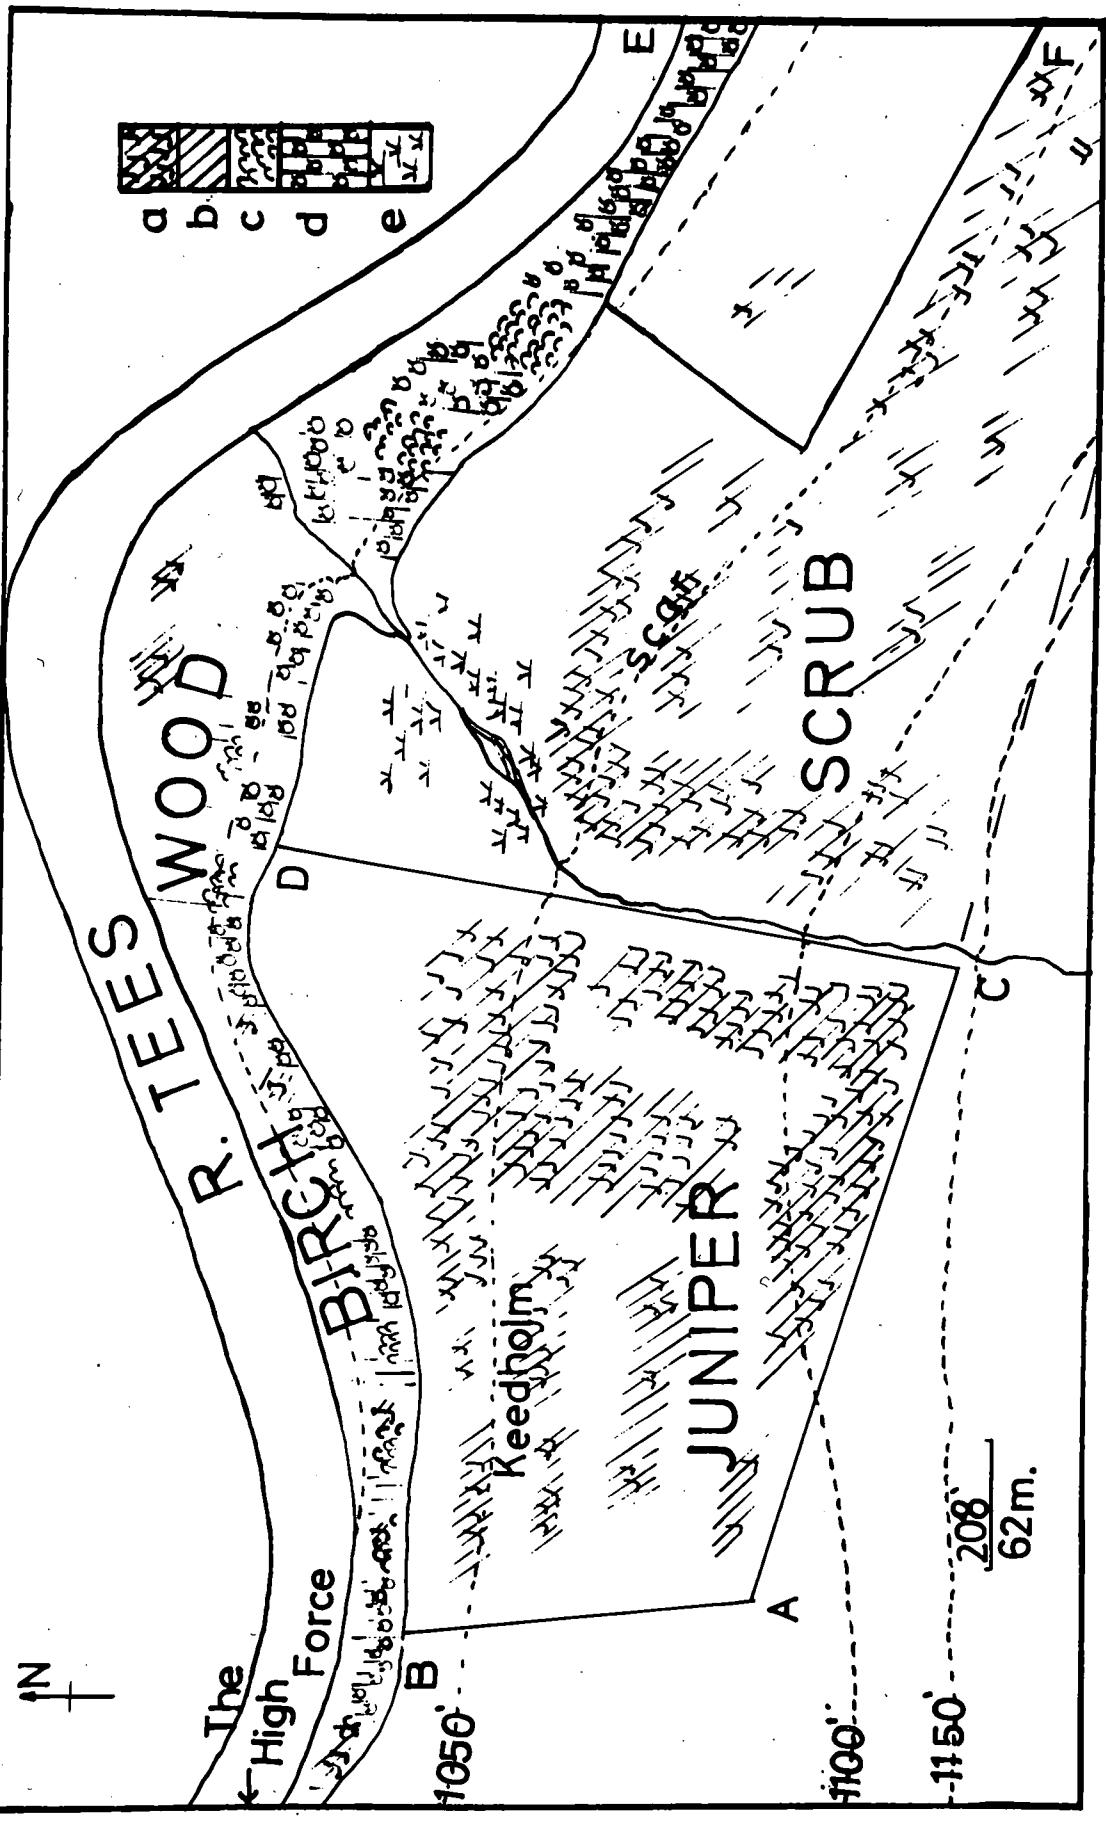 N
The
High
Force
R. TEES
BIRCH
WOOD
a
b
c
d
e
E
F
B
D
A
C
Keedholm
JUNIPER
SCRUB
scar
1050'
1100'
1150'
208'
62m.